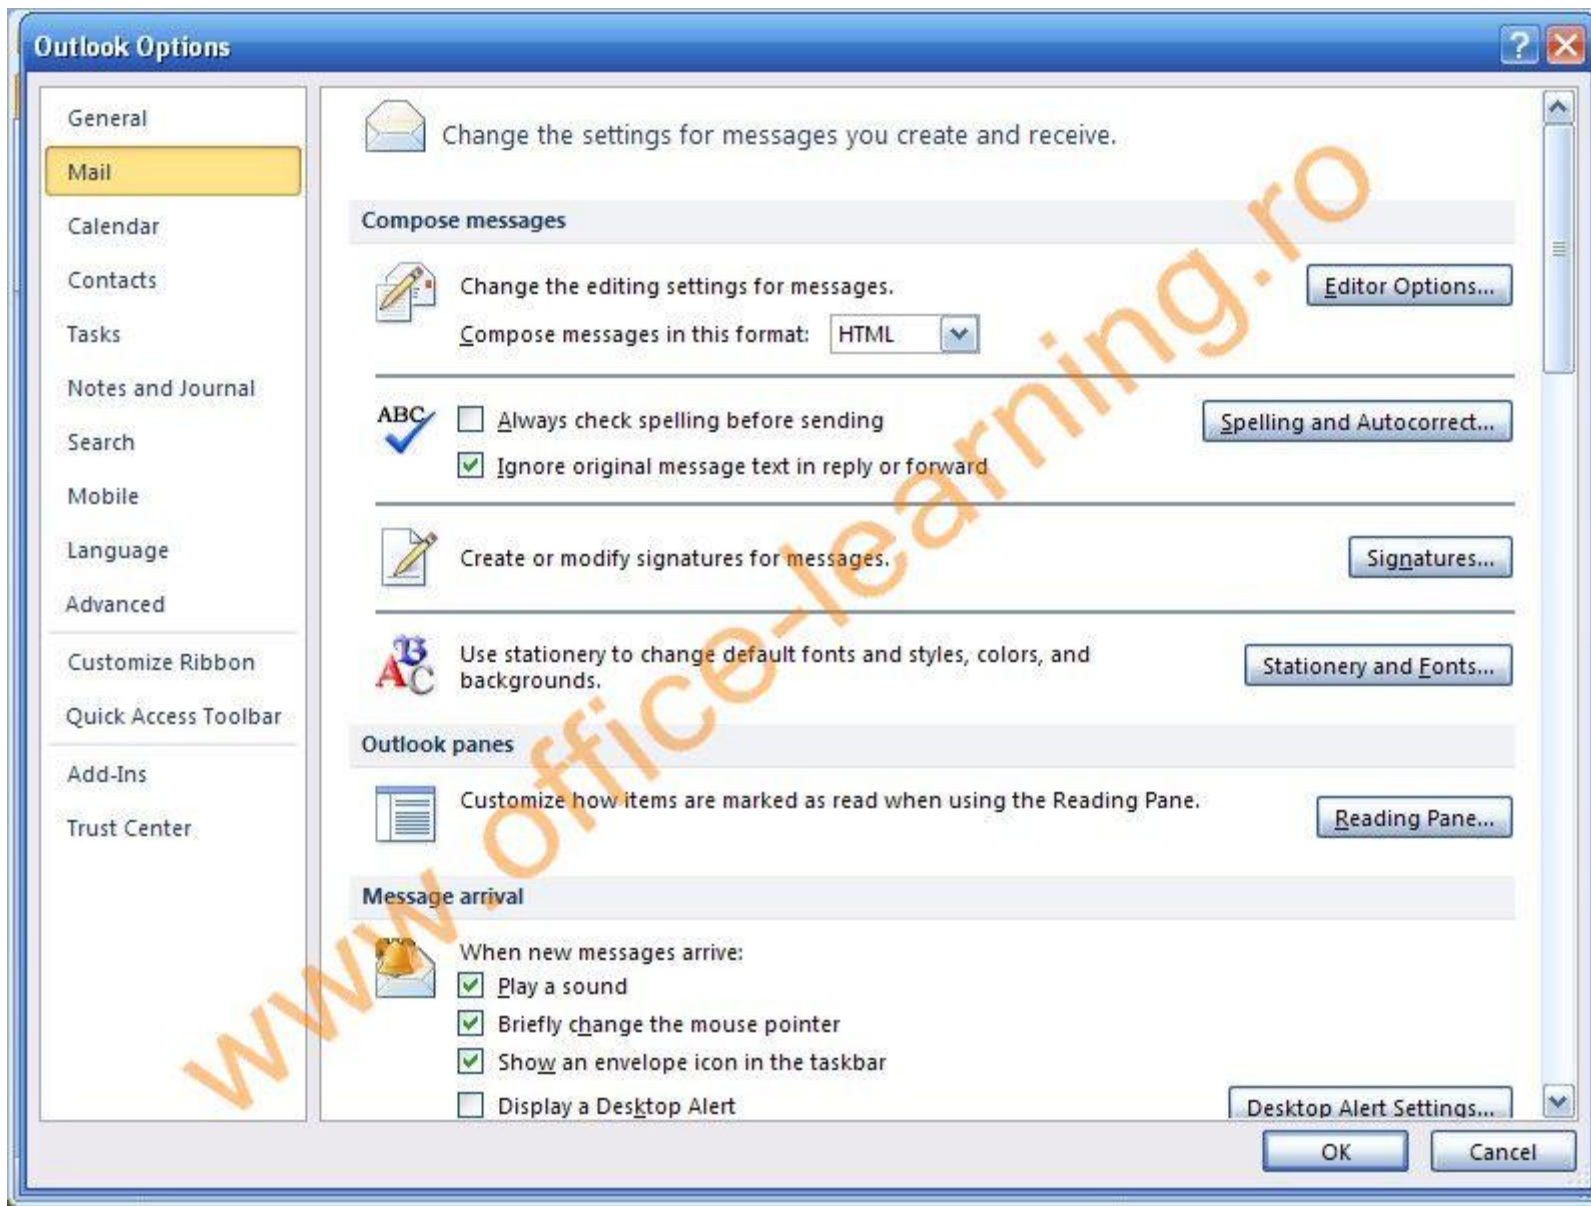 Outlook Options
General
Mail
Calendar
Contacts
Tasks
Notes and Journal
Search
Mobile
Language
Advanced
Customize Ribbon
Quick Access Toolbar
Add-Ins
Trust Center
Change the settings for messages you create and receive.
Compose messages
Change the editing settings for messages.
Editor Options...
Compose messages in this format: HTML
ABC
Always check spelling before sending
Spelling and Autocorrect...
Ignore original message text in reply or forward
Create or modify signatures for messages.
Signatures...
Use stationery to change default fonts and styles, colors, and
backgrounds.
Stationery and Fonts...
Outlook panes
Customize how items are marked as read when using the Reading Pane.
Reading Pane...
Message arrival
When new messages arrive:
Play a sound
Briefly change the mouse pointer
Show an envelope icon in the taskbar
Display a Desktop Alert
Desktop Alert Settings...
OK
Cancel
www.office-learning.ro